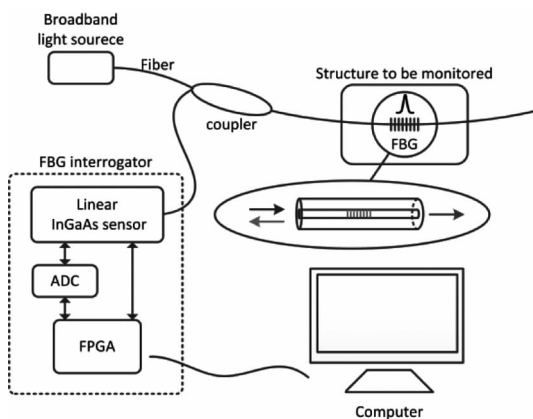 Broadband
light sourece
Fiber
coupler
Structure to be monitored
FBG
FBG interrogator
Linear
InGaAs sensor
ADC
FPGA
Computer